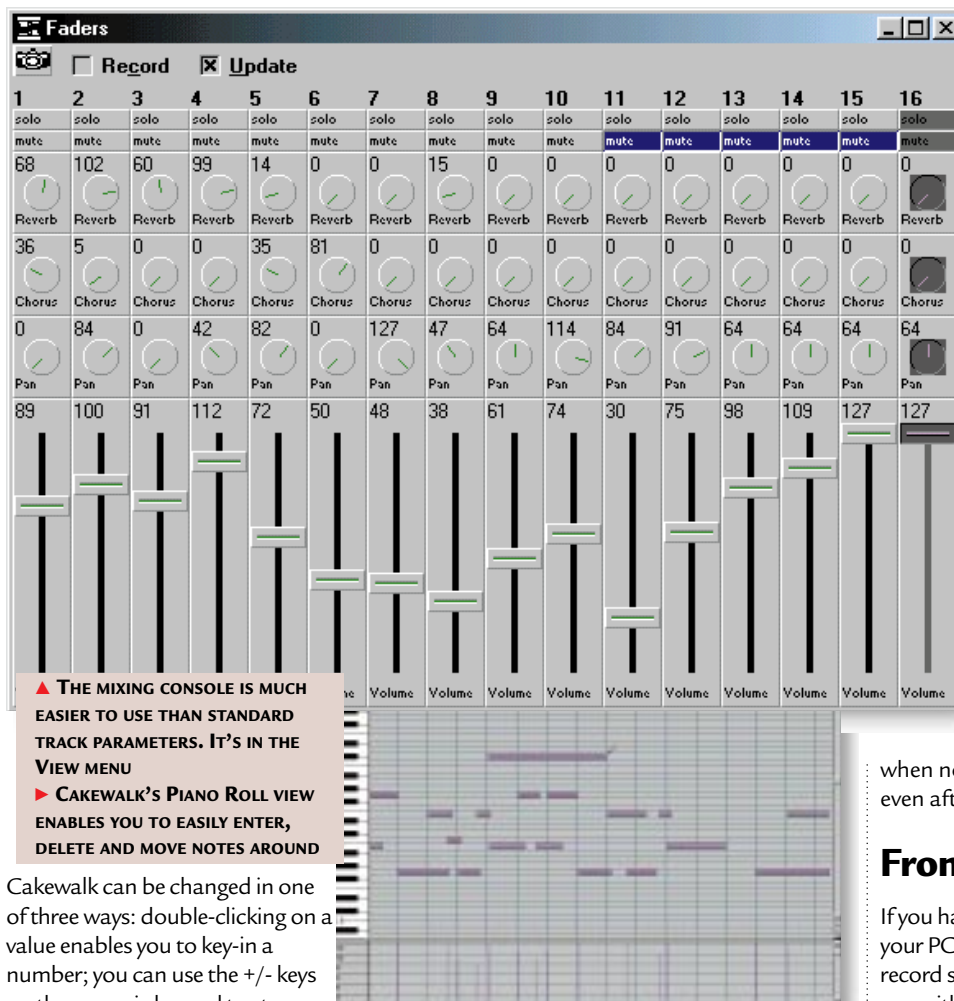 Faders
Record Update
1 2 3 4 5 6 7 8 9 10 11 12 13 14 15 16
solo solo solo solo solo solo solo solo solo solo solo solo solo solo solo solo
mute mute mute mute mute mute mute mute mute mute mute mute mute mute mute mute
68 102 60 99 14 0 0 15 0 0 0 0 0 0 0 0
Reverb Reverb Reverb Reverb Reverb Reverb Reverb Reverb Reverb Reverb Reverb Reverb Reverb Reverb Reverb Reverb
36 5 0 0 35 81 0 0 0 0 0 0 0 0 0 0
Chorus Chorus Chorus Chorus Chorus Chorus Chorus Chorus Chorus Chorus Chorus Chorus Chorus Chorus Chorus Chorus
0 84 0 42 82 0 127 47 64 114 84 91 64 64 64 64
Pan Pan Pan Pan Pan Pan Pan Pan Pan Pan Pan Pan Pan Pan Pan Pan
89 100 91 112 72 50 48 38 61 74 30 75 98 109 127 127
Volume Volume Volume Volume Volume Volume Volume Volume Volume Volume
▲ THE MIXING CONSOLE IS MUCH
EASIER TO USE THAN STANDARD
TRACK PARAMETERS. IT'S IN THE
VIEW MENU
▶ CAKEWALK'S PIANO ROLL VIEW
ENABLES YOU TO EASILY ENTER,
DELETE AND MOVE NOTES AROUND
Cakewalk can be changed in one
of three ways: double-clicking on a
value enables you to key-in a
number; you can use the +/- keys
when
even
From
If you
your PC
record